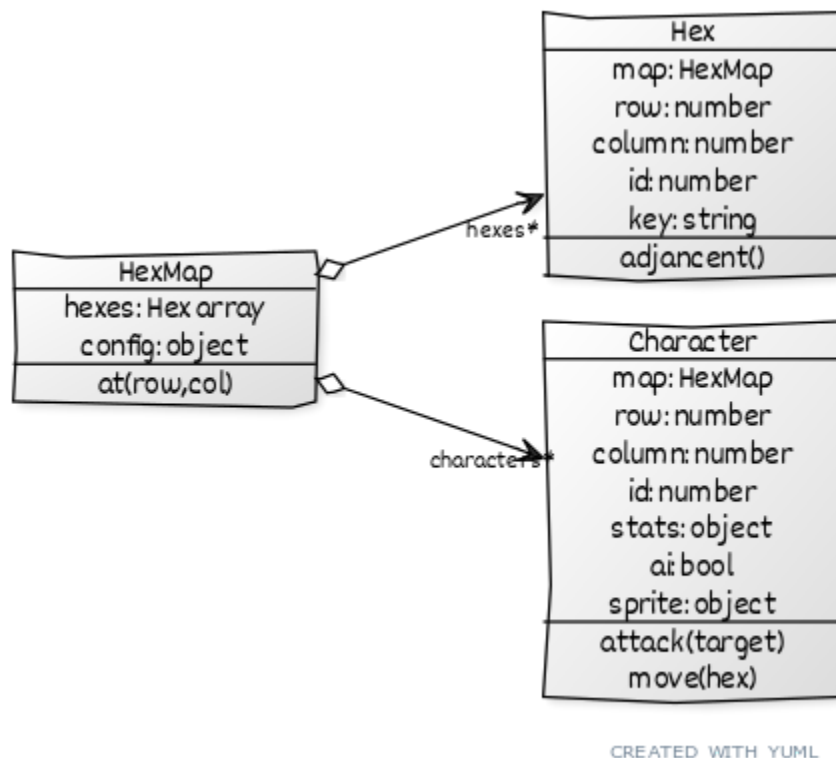 HexMap
hexes: Hex array
config: object
at(row,col)
hexes*
characters*
Hex
map: HexMap
row: number
column: number
id: number
key: string
adjancent()
Character
map: HexMap
row: number
column: number
id: number
stats: object
ai: bool
sprite: object
attack(target)
move(hex)
CREATED WITH YUML